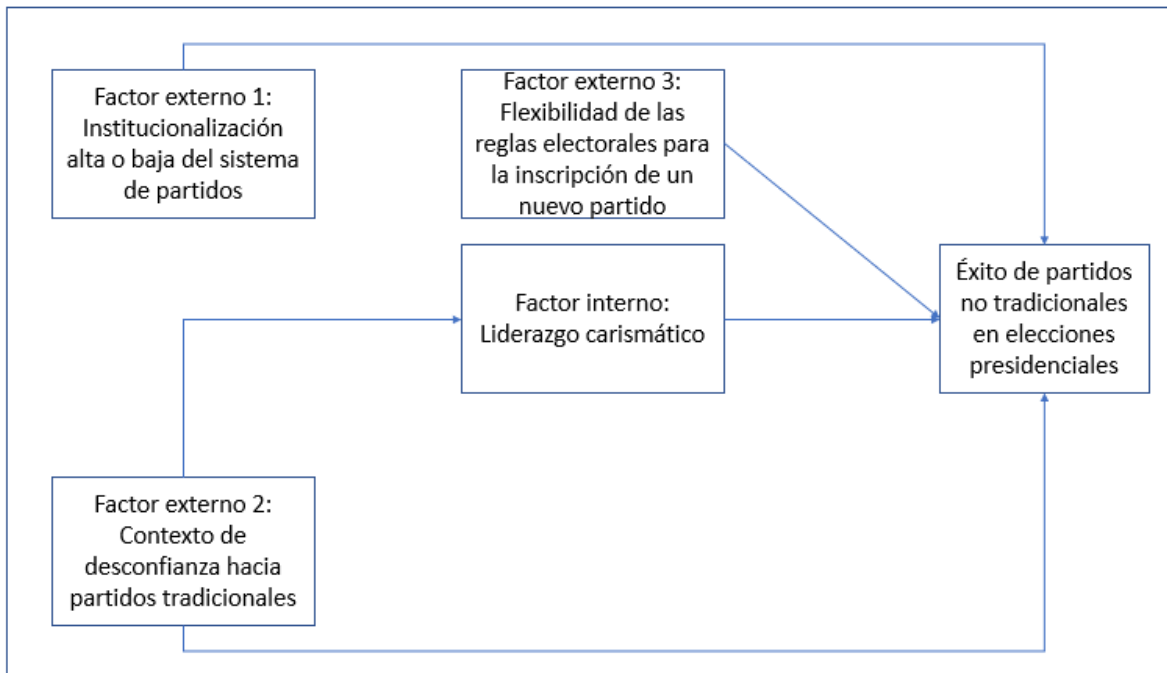 Factor externo 1:
Institucionalización
alta o baja del sistema
de partidos
Factor externo 3:
Flexibilidad de las
reglas electorales para
la inscripción de un
nuevo partido
Factor interno:
Liderazgo carismático
Éxito de partidos
no tradicionales
en elecciones
presidenciales
Factor externo 2:
Contexto de
desconfianza hacia
partidos tradicionales